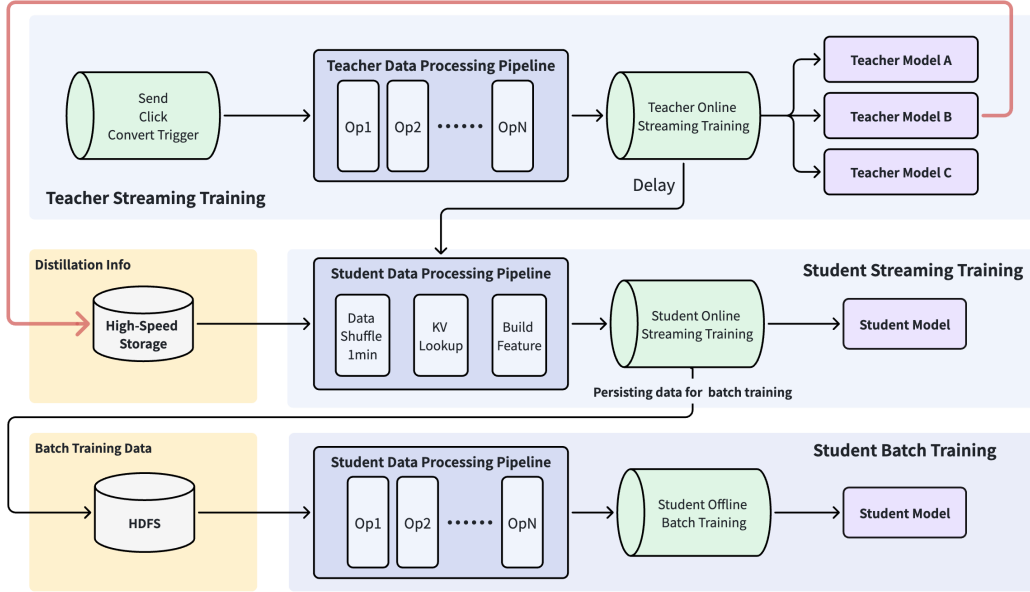 Send
Click
Convert Trigger
Teacher Data Processing Pipeline
Op1
Op2
......
OpN
Teacher Online
Streaming Training
Teacher Model A
Teacher Model B
Teacher Model C
Teacher Streaming Training
Delay
Distillation Info
High-Speed
Storage
Student Data Processing Pipeline
Data
Shuffle
1min
KV
Lookup
Build
Feature
Student Online
Streaming Training
Student Streaming Training
Student Model
Persisting data for batch training
Batch Training Data
HDFS
Student Data Processing Pipeline
Op1
Op2
......
OpN
Student Offline
Batch Training
Student Batch Training
Student Model